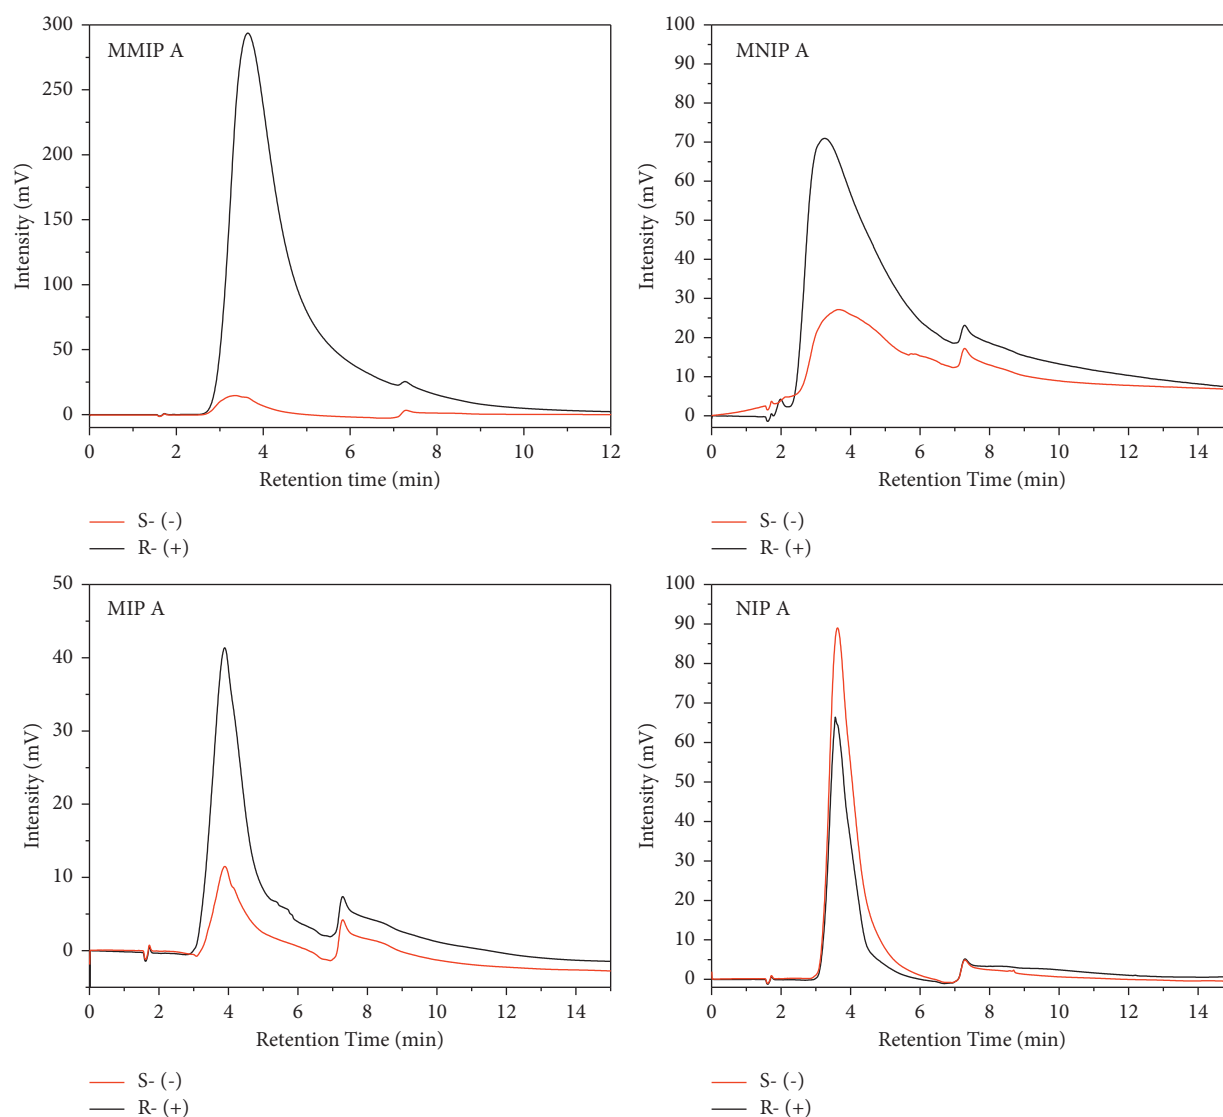 MMIP A
Intensity (mV)
300
250
200
150
100
50
0
0 2 4 6 8 10 12
Retention time (min)
S- (-)
R- (+)
MNIP A
Intensity (mV)
100
90
80
70
60
50
40
30
20
10
0
0 2 4 6 8 10 12 14
Retention Time (min)
S- (-)
R- (+)
MIP A
Intensity (mV)
50
40
30
20
10
0
0 2 4 6 8 10 12 14
Retention Time (min)
S- (-)
R- (+)
NIP A
Intensity (mV)
100
90
80
70
60
50
40
30
20
10
0
0 2 4 6 8 10 12 14
Retention Time (min)
S- (-)
R- (+)